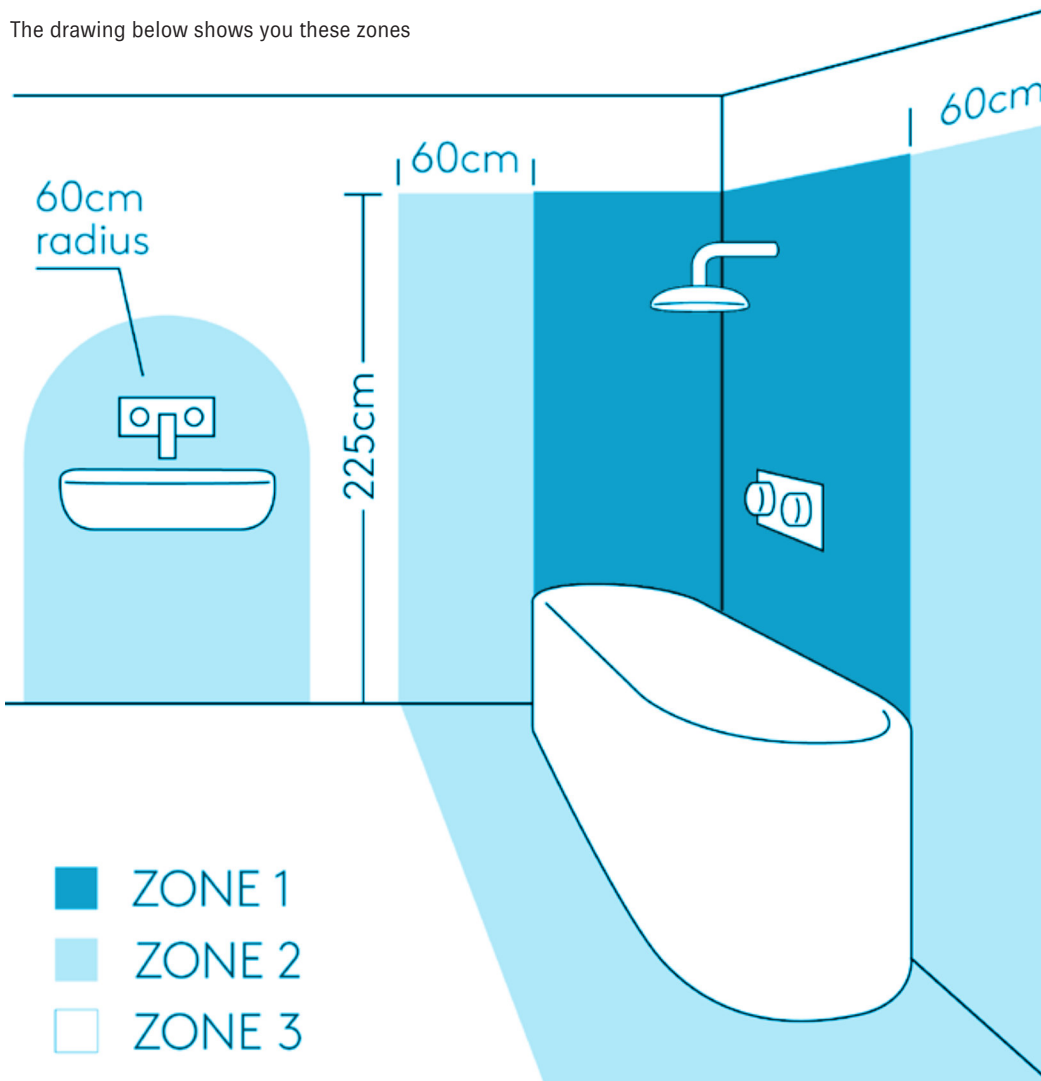 The drawing below shows you these zones
60cm
60cm
60cm
radius
225cm
ZONE 1
ZONE 2
ZONE 3